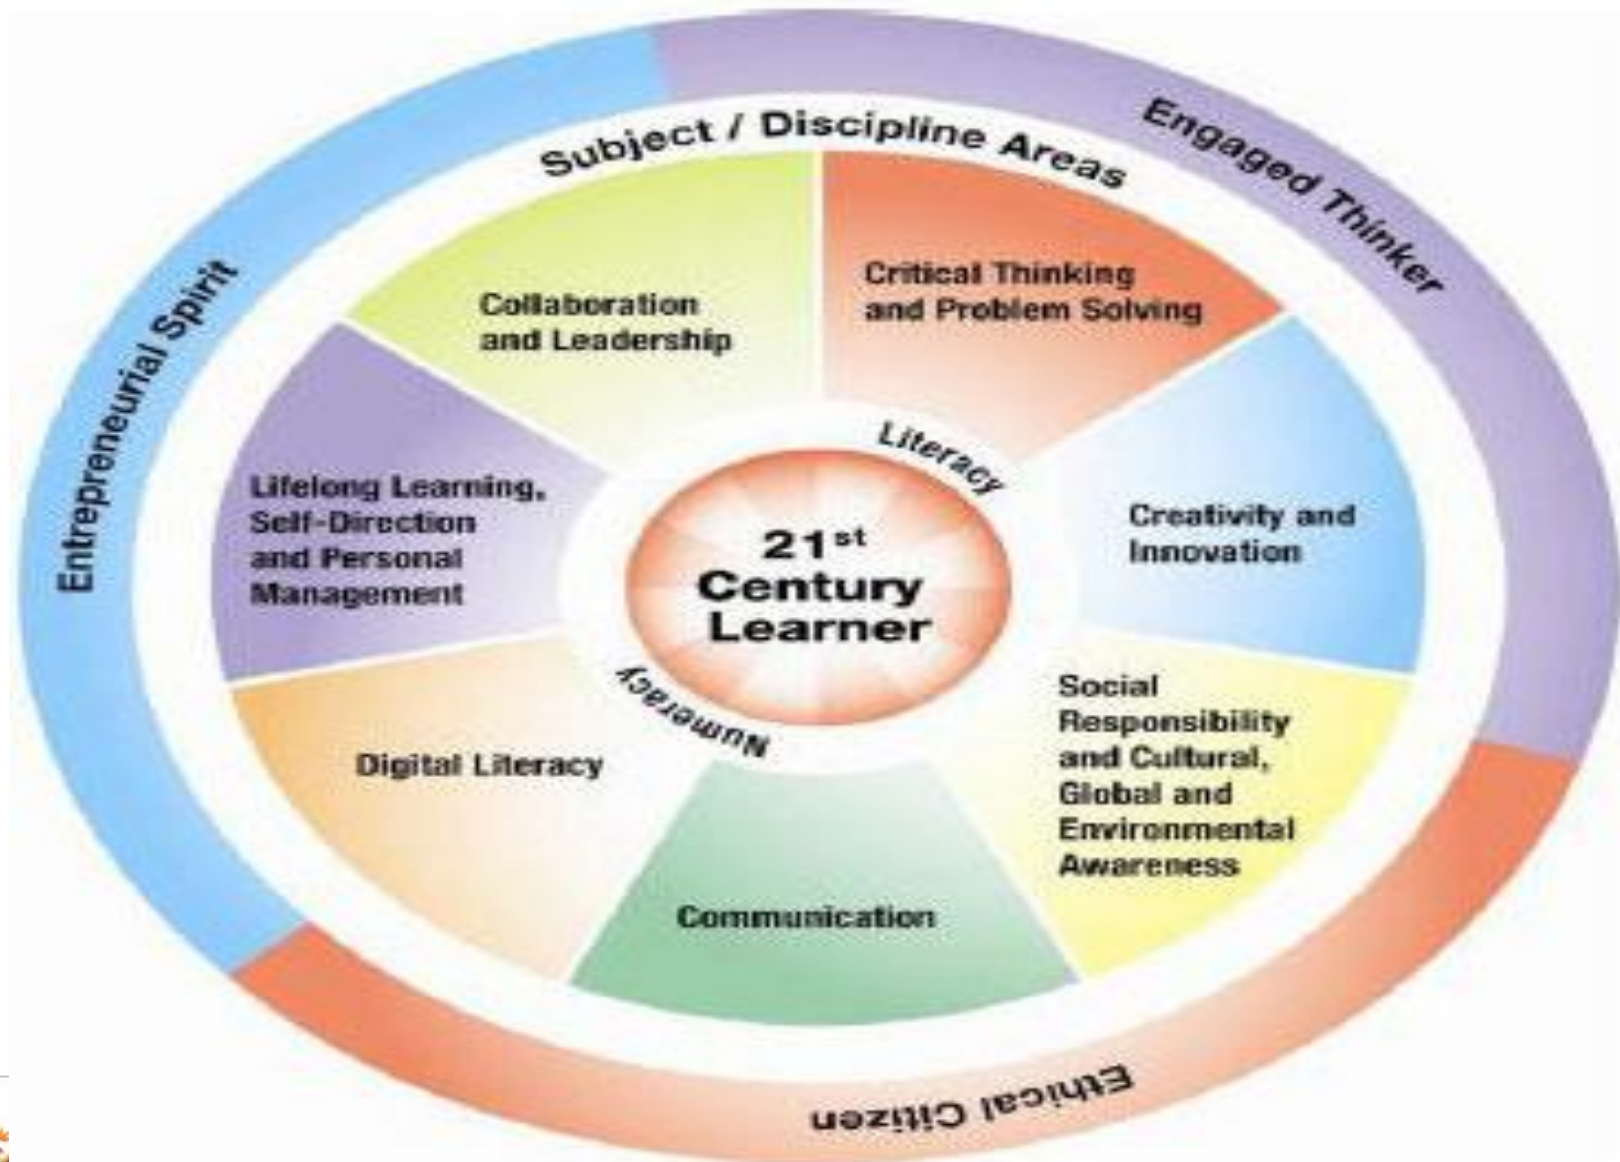 Engaged Thinker
Subject / Discipline Areas
Entrepreneurial Spirit
Collaboration
and Leadership
Critical Thinking
and Problem Solving
Literacy
Lifelong Learning,
Self-Direction
and Personal
Management
21st
Century
Learner
Creativity and
Innovation
Numeracy
Social
Responsibility
and Cultural,
Global and
Environmental
Awareness
Digital Literacy
Communication
Ethical Citizen